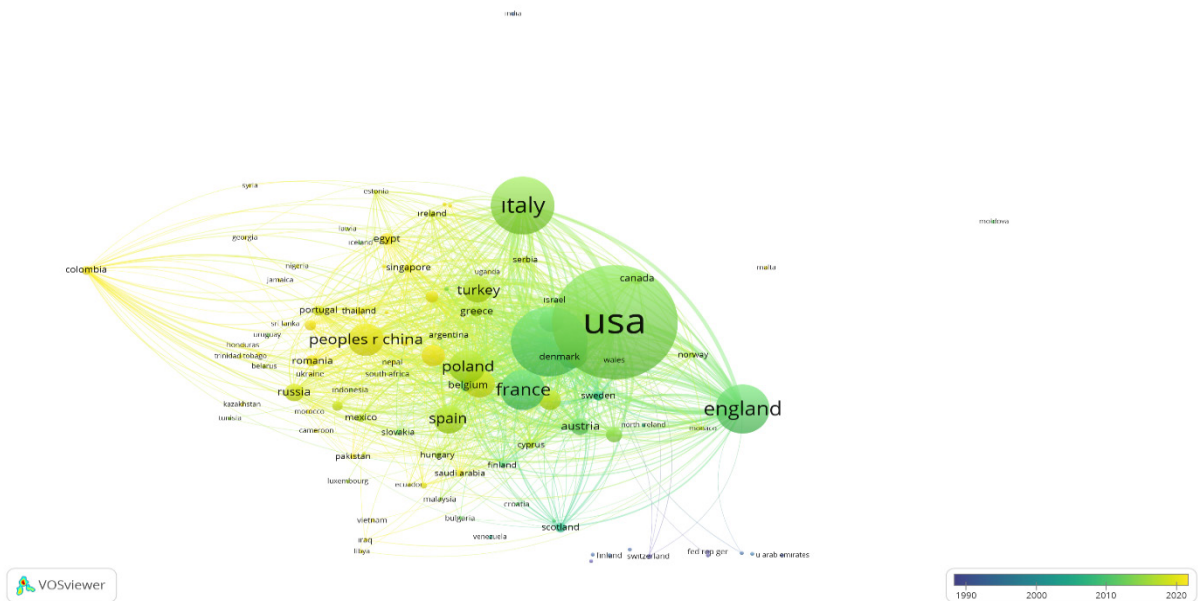 india
syria
estonia
italy
ireland
moldova
latvia
georgia
iceland
egypt
serbia
colombia
nigeria
singapore
uganda
malta
jamaica
canada
turkey
israel
portugal
thailand
greece
usa
sri lanka
uruguay
argentina
peoples r china
honduras
trinidad tobago
romania
nepal
denmark
wales
norway
belarus
poland
ukraine
south africa
belgium
russia
indonesia
france
sweden
kazakhstan
morocco
england
tunisia
mexico
spain
cameroon
slovakia
austria
north ireland
monaco
cyprus
pakistan
hungary
finland
saudi arabia
luxembourg
ecuador
malaysia
croatia
vietnam
bulgaria
scotland
venezuela
iraq
libya
finland
switzerland
fed rep ger
u arab emirates
VOSviewer
1990
2000
2010
2020